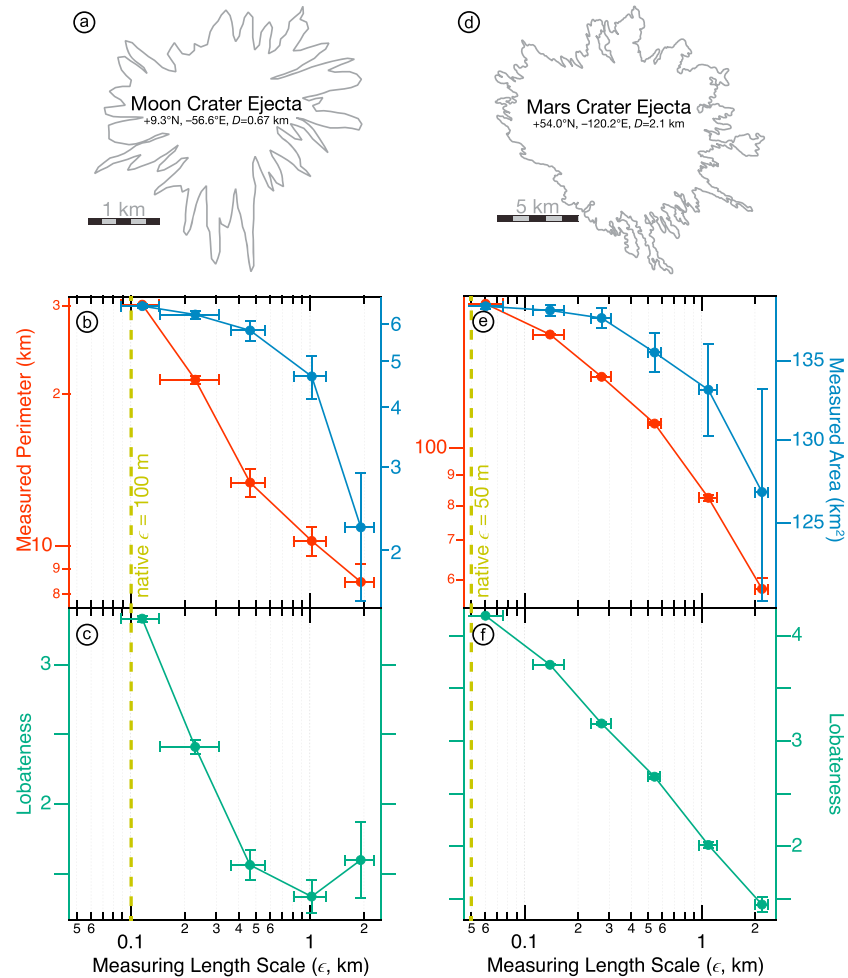 a
Moon Crater Ejecta
+9.3°N, −56.6°E, D=0.67 km
1 km
d
Mars Crater Ejecta
+54.0°N, −120.2°E, D=2.1 km
5 km
b
Measured Perimeter (km)
3
2
10
9
8
6
5
4
3
2
native ϵ = 100 m
e
100
9
8
7
6
135
130
125
Measured Area (km²)
native ϵ = 50 m
c
Lobateness
3
2
5 6 0.1 2 3 4 5 6 1 2
Measuring Length Scale (ϵ, km)
f
4
3
2
Lobateness
5 6 0.1 2 3 4 5 6 1 2
Measuring Length Scale (ϵ, km)